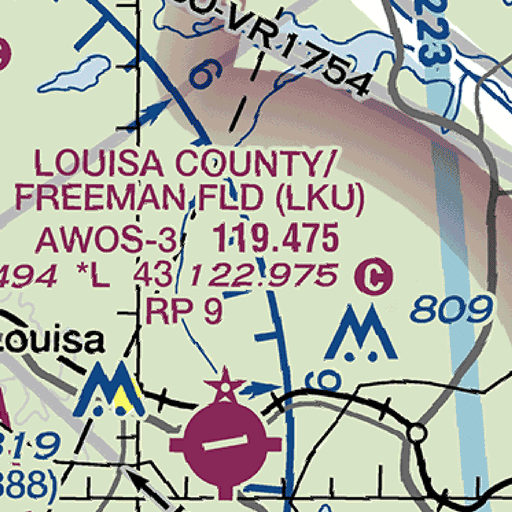 VR1754
6
223
LOUISA COUNTY/
FREEMAN FLD (LKU)
AWOS-3 119.475
494 *L 43 122.975 C
RP 9
809
Louisa
6
319
388)